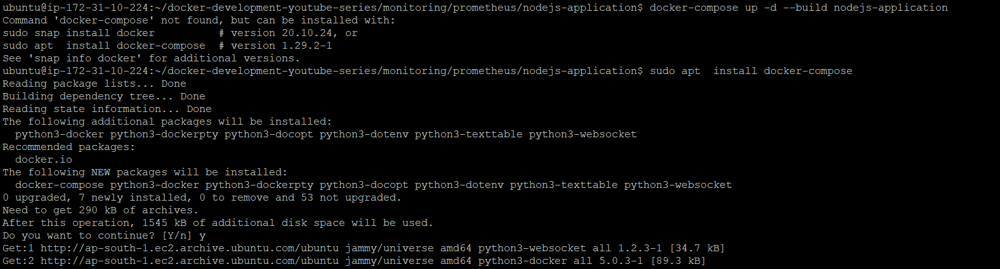 ubuntu@ip-172-31-10-224:~/docker-development-youtube-series/monitoring/prometheus/nodejs-application$ docker-compose up -d --build nodejs-application
Command 'docker-compose' not found, but can be installed with:
sudo snap install docker          # version 20.10.24, or
sudo apt  install docker-compose  # version 1.29.2-1
See 'snap info docker' for additional versions.
ubuntu@ip-172-31-10-224:~/docker-development-youtube-series/monitoring/prometheus/nodejs-application$ sudo apt  install docker-compose
Reading package lists... Done
Building dependency tree... Done
Reading state information... Done
The following additional packages will be installed:
  python3-docker python3-dockerpty python3-docopt python3-dotenv python3-texttable python3-websocket
Recommended packages:
  docker.io
The following NEW packages will be installed:
  docker-compose python3-docker python3-dockerpty python3-docopt python3-dotenv python3-texttable python3-websocket
0 upgraded, 7 newly installed, 0 to remove and 53 not upgraded.
Need to get 290 kB of archives.
After this operation, 1545 kB of additional disk space will be used.
Do you want to continue? [Y/n] y
Get:1 http://ap-south-1.ec2.archive.ubuntu.com/ubuntu jammy/universe amd64 python3-websocket all 1.2.3-1 [34.7 kB]
Get:2 http://ap-south-1.ec2.archive.ubuntu.com/ubuntu jammy/universe amd64 python3-docker all 5.0.3-1 [89.3 kB]